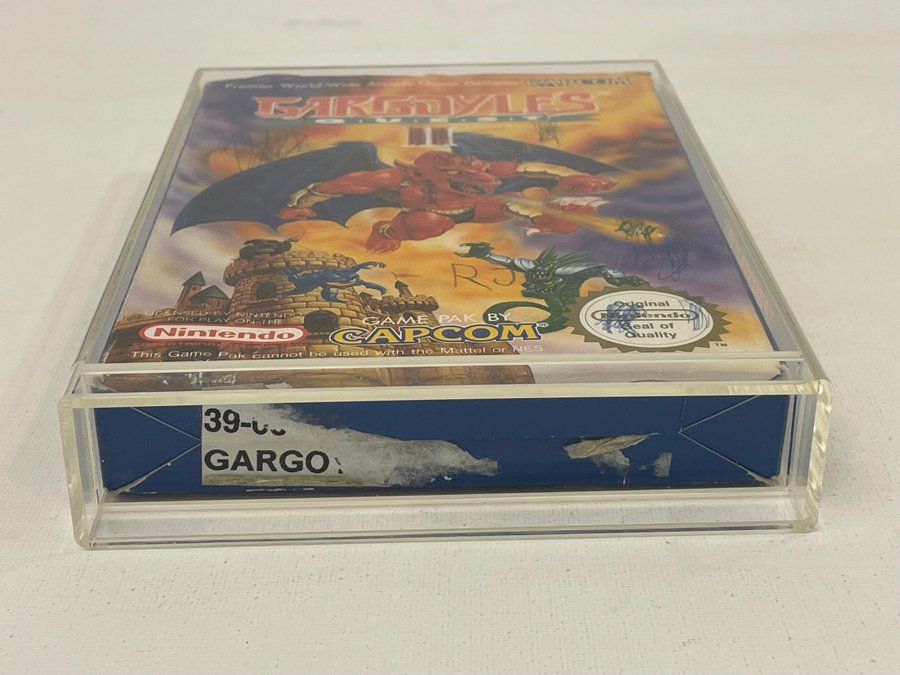 Premier World-Wide Arcade Game Designer CAPCOM
GARGOYLE'S
QUEST
II
RJ
LICENSED BY NINTENDO
FOR PLAY ON THE
Nintendo
GAME PAK BY
CAPCOM®
Original
Nintendo
Seal of
Quality
TM
This Game Pak cannot be used with the Mattel or NES
39-0
GARGO